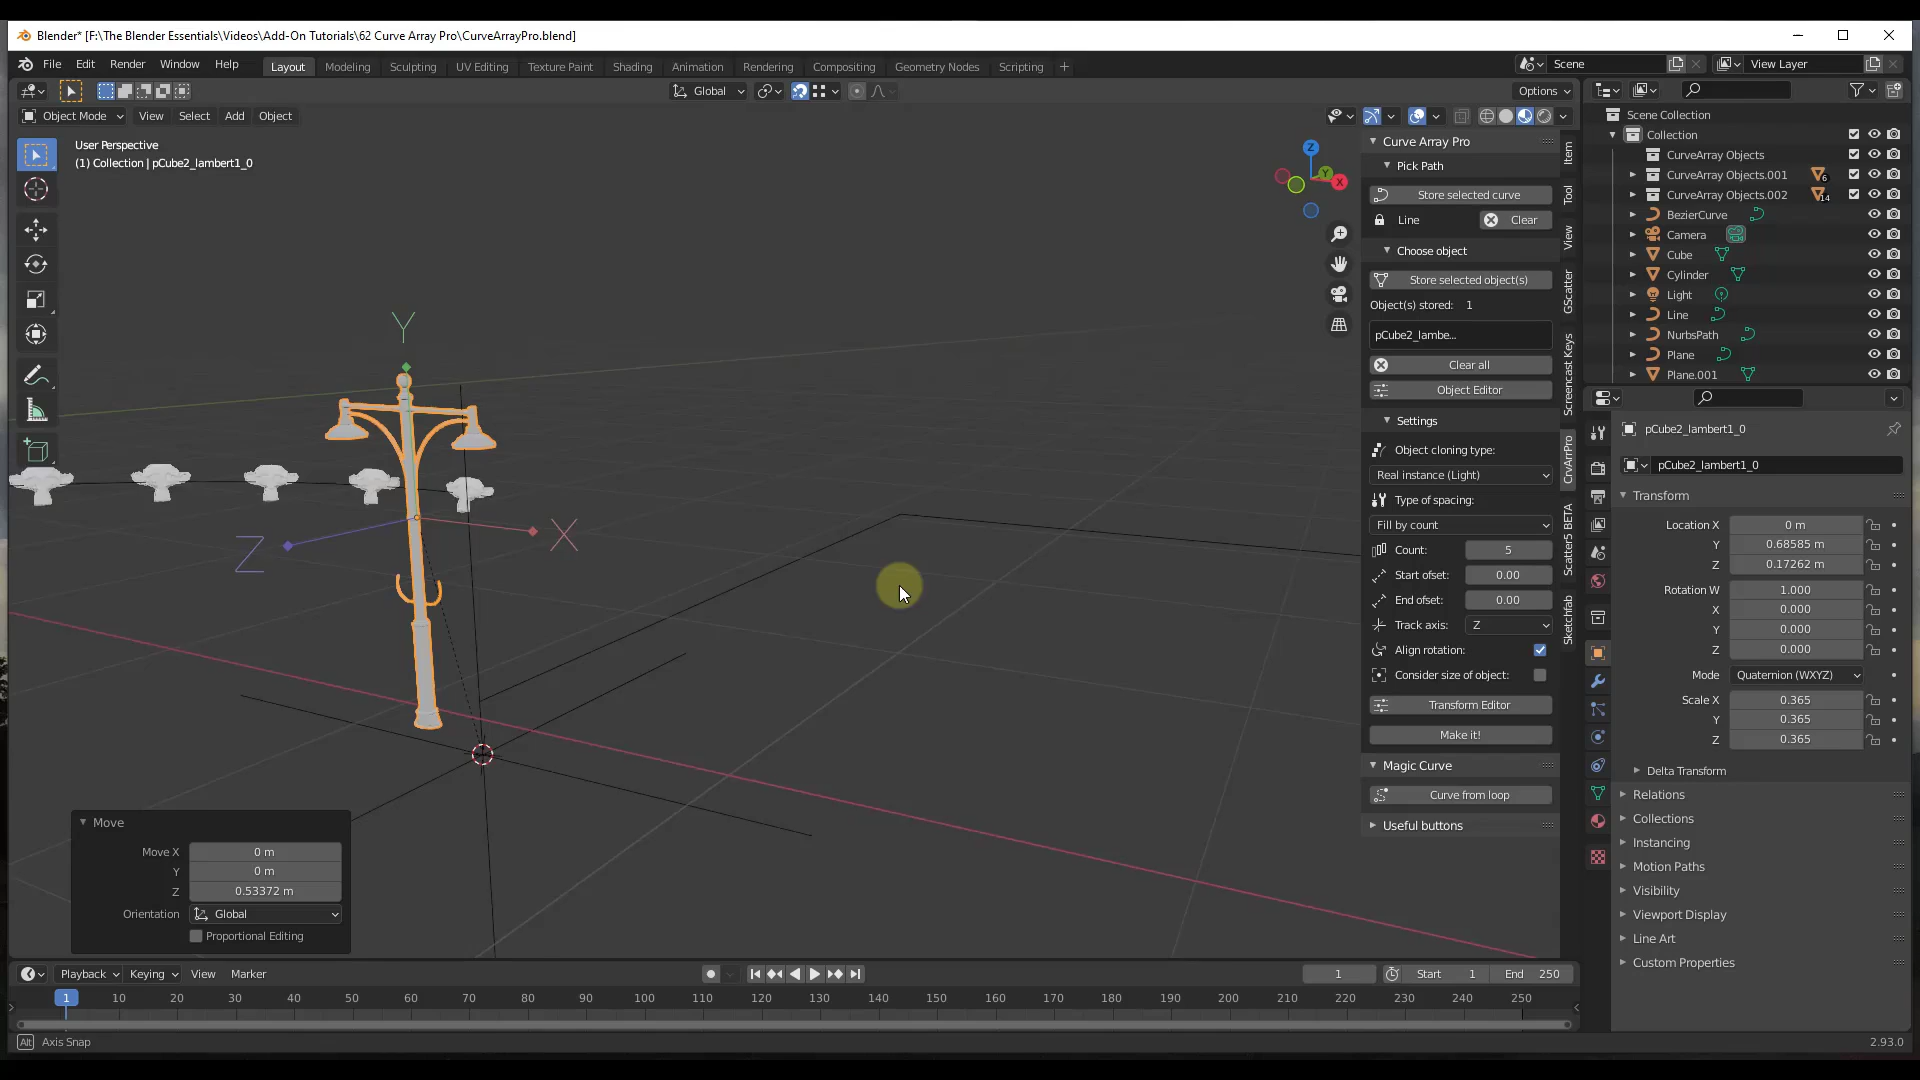 Blender* [F:\The Blender Essentials\Videos\Add-On Tutorials\62 Curve Array Pro\CurveArrayPro.blend]
File Edit Render Window Help
Layout Modeling Sculpting UV Editing Texture Paint Shading Animation Rendering Compositing Geometry Nodes Scripting +
Scene View Layer
Global
Options
Object Mode View Select Add Object
User Perspective
(1) Collection | pCube2_lambert1_0
Y
X
Z
Z
Y
X
Curve Array Pro
Pick Path
Store selected curve
Line Clear
Choose object
Store selected object(s)
Object(s) stored: 1
pCube2_lambe...
Clear all
Object Editor
Settings
Object cloning type:
Real instance (Light)
Type of spacing:
Fill by count
Count: 5
Start ofset: 0.00
End ofset: 0.00
Track axis: Z
Align rotation:
Consider size of object:
Transform Editor
Make it!
Magic Curve
Curve from loop
Useful buttons
Item
Tool
View
GScatter
Screencast Keys
CrvArrPro
Scatter5 BETA
Sketchfab
Scene Collection
Collection
CurveArray Objects
CurveArray Objects.001 6
CurveArray Objects.002 14
BezierCurve
Camera
Cube
Cylinder
Light
Line
NurbsPath
Plane
Plane.001
pCube2_lambert1_0
pCube2_lambert1_0
Transform
Location X 0 m
Y 0.68585 m
Z 0.17262 m
Rotation W 1.000
X 0.000
Y 0.000
Z 0.000
Mode Quaternion (WXYZ)
Scale X 0.365
Y 0.365
Z 0.365
Delta Transform
Relations
Collections
Instancing
Motion Paths
Visibility
Viewport Display
Line Art
Custom Properties
Move
Move X 0 m
Y 0 m
Z 0.53372 m
Orientation Global
Proportional Editing
Playback Keying View Marker
1 Start 1 End 250
1 10 20 30 40 50 60 70 80 90 100 110 120 130 140 150 160 170 180 190 200 210 220 230 240 250
Alt Axis Snap
2.93.0